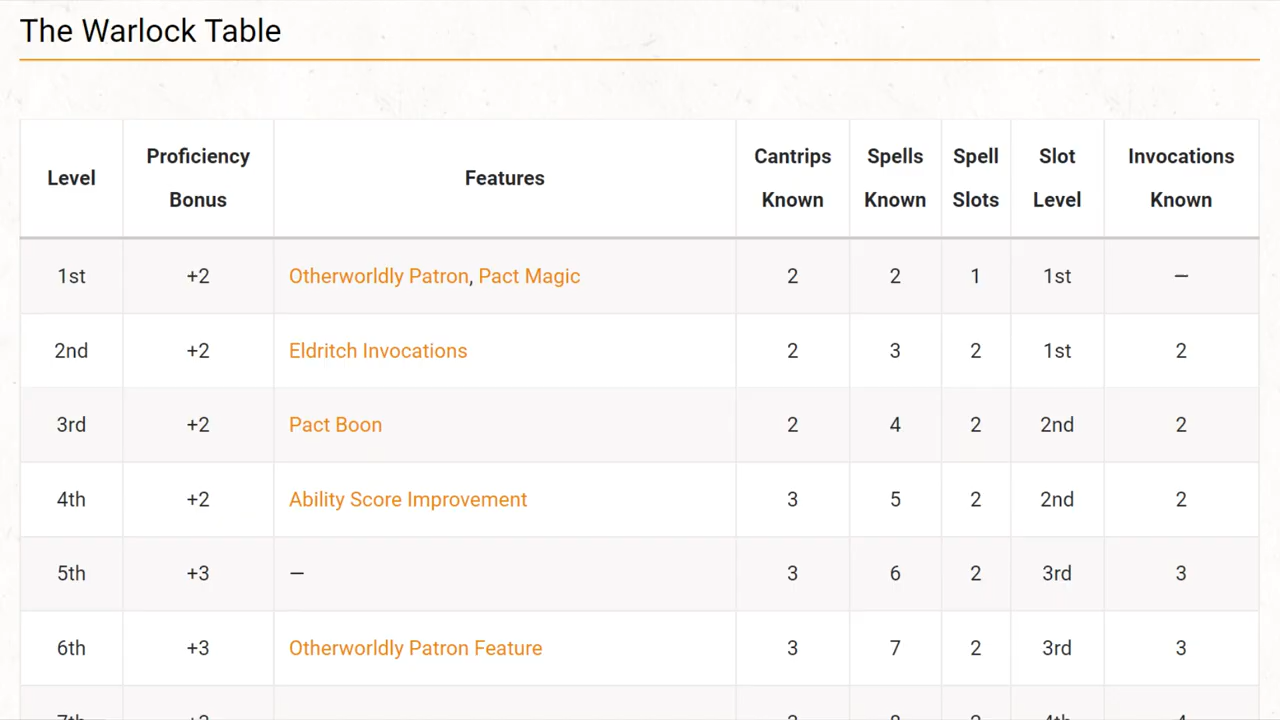 The Warlock Table
Level Proficiency Bonus Features Cantrips Known Spells Known Spell Slots Slot Level Invocations Known
1st +2 Otherworldly Patron, Pact Magic 2 2 1 1st —
2nd +2 Eldritch Invocations 2 3 2 1st 2
3rd +2 Pact Boon 2 4 2 2nd 2
4th +2 Ability Score Improvement 3 5 2 2nd 2
5th +3 — 3 6 2 3rd 3
6th +3 Otherworldly Patron Feature 3 7 2 3rd 3